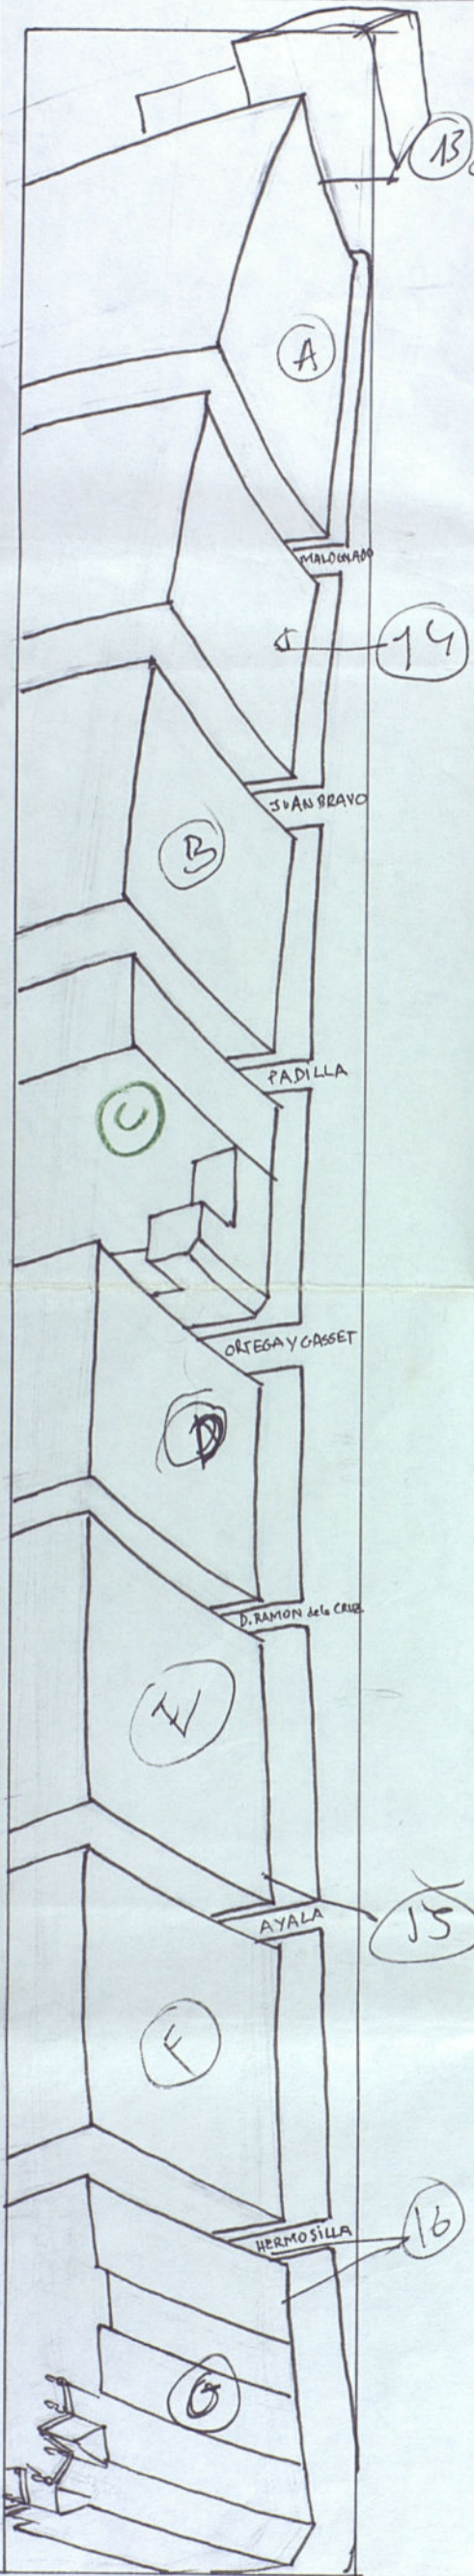 13
A
MALDONADO
14
JUAN BRAVO
B
PADILLA
C
ORTEGA Y GASSET
D
D. RAMON de la CRUZ
E
15
AYALA
F
16
HERMOSILLA
G